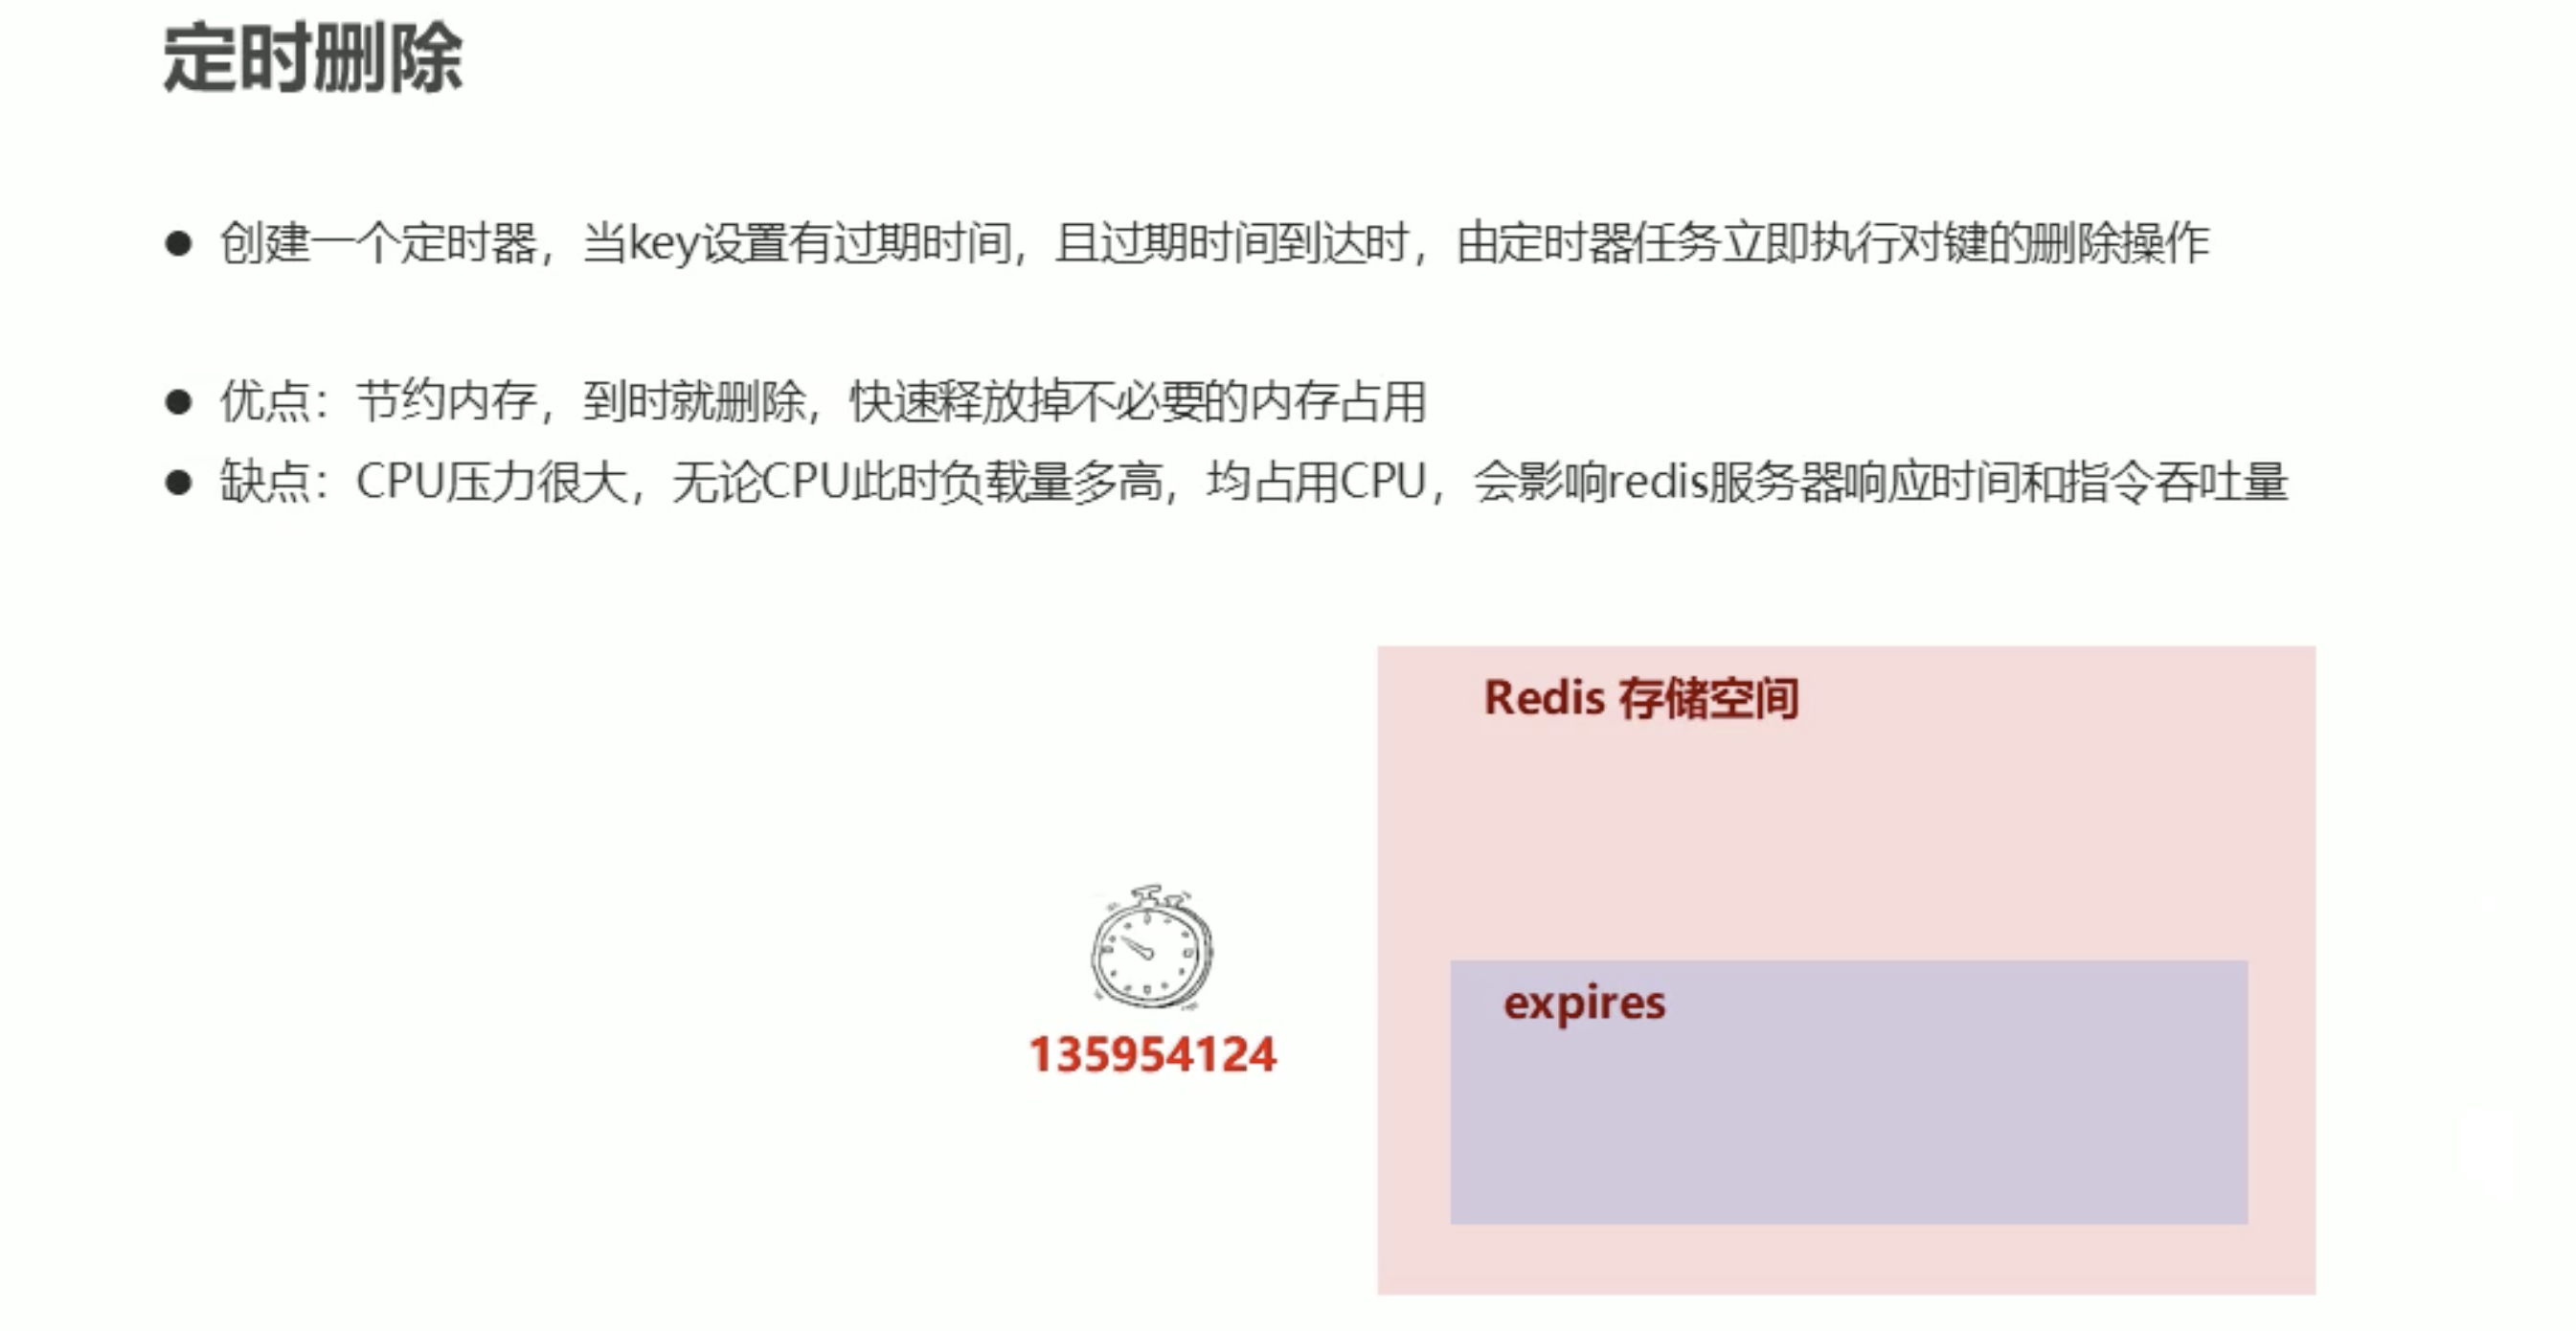 定时删除
创建一个定时器，当key设置有过期时间，且过期时间到达时，由定时器任务立即执行对键的删除操作
优点：节约内存，到时就删除，快速释放掉不必要的内存占用
缺点：CPU压力很大，无论CPU此时负载量多高，均占用CPU，会影响redis服务器响应时间和指令吞吐量
Redis 存储空间
expires
135954124